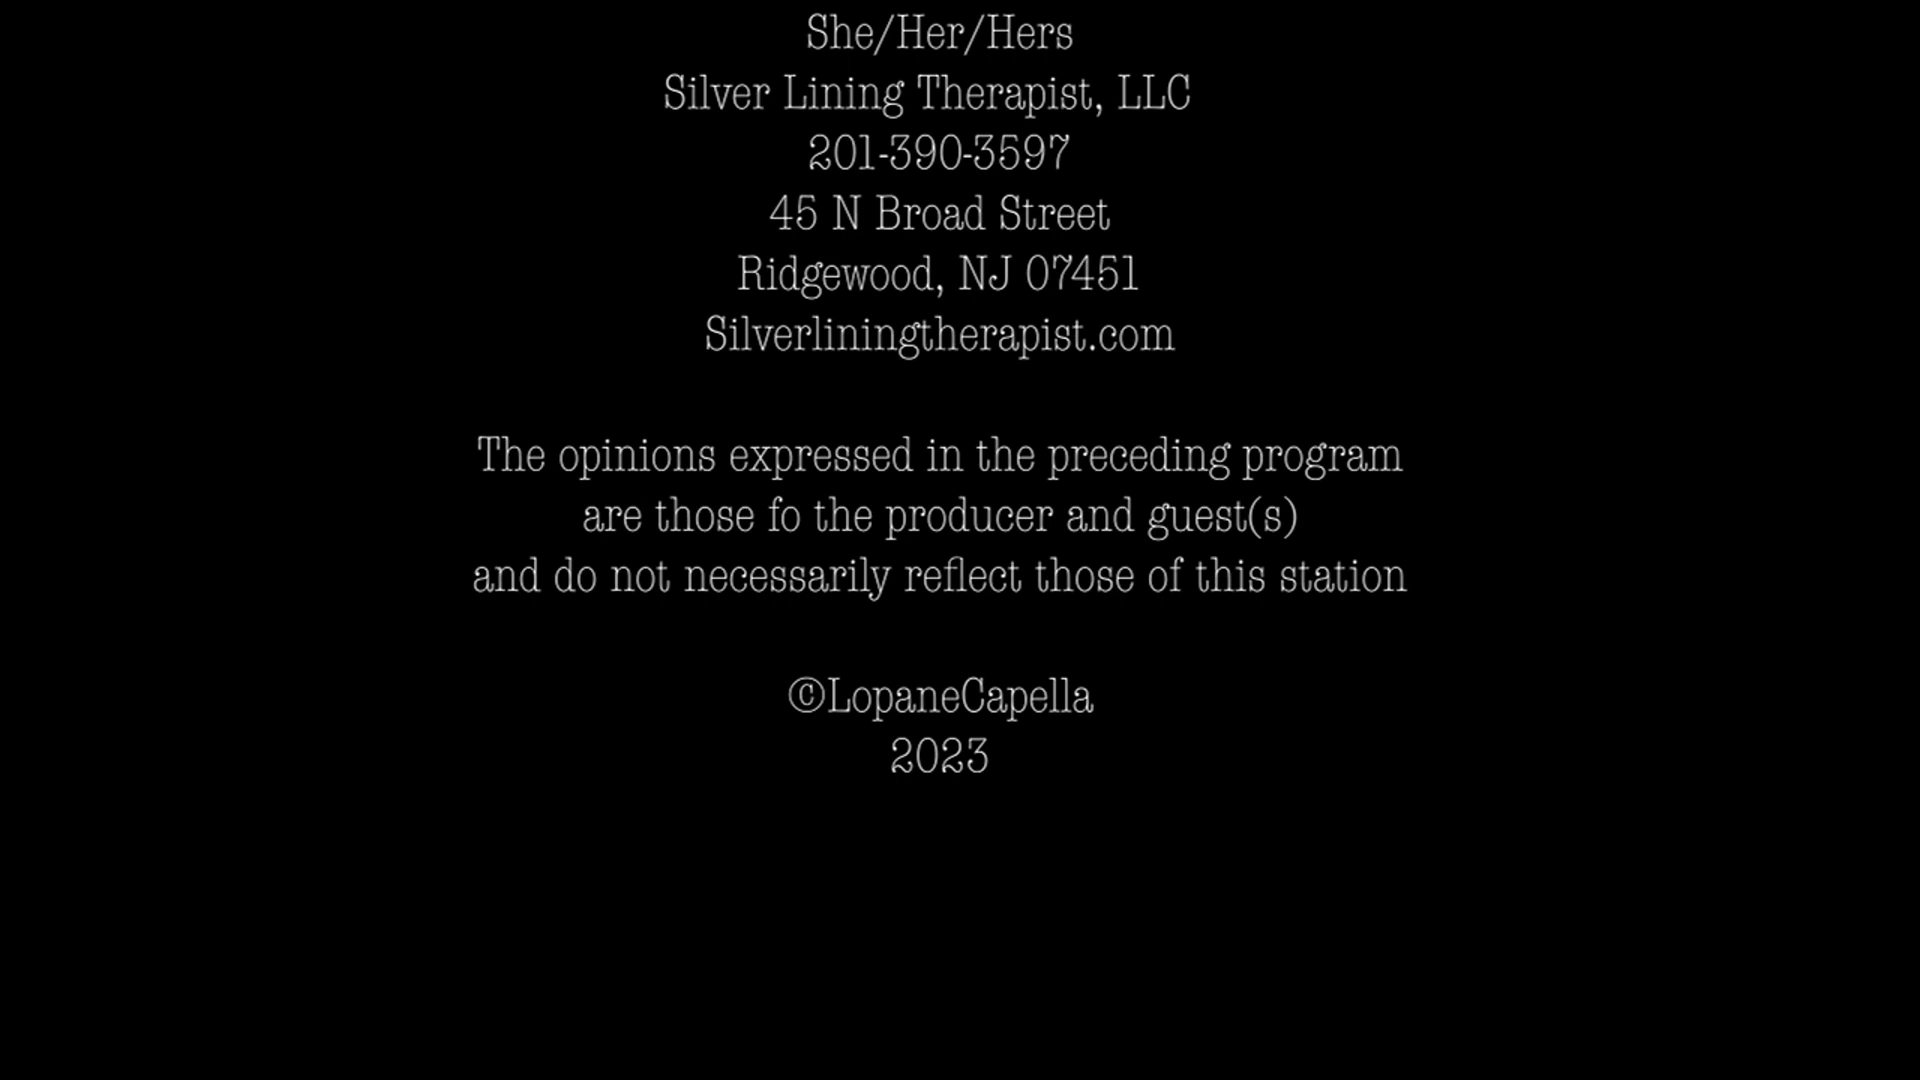 She/Her/Hers
Silver Lining Therapist, LLC
201-390-3597
45 N Broad Street
Ridgewood, NJ 07451
Silverliningtherapist.com
The opinions expressed in the preceding program
are those fo the producer and guest(s)
and do not necessarily reflect those of this station
©LopaneCapella
2023